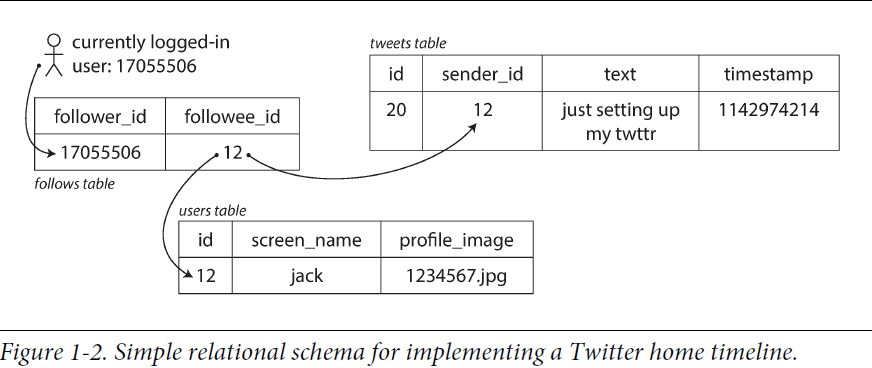 currently logged-in
user: 17055506
tweets table
id sender_id text timestamp
20 12 just setting up 1142974214
my twttr
follower_id followee_id
17055506 12
follows table
users table
id screen_name profile_image
12 jack 1234567.jpg
Figure 1-2. Simple relational schema for implementing a Twitter home timeline.